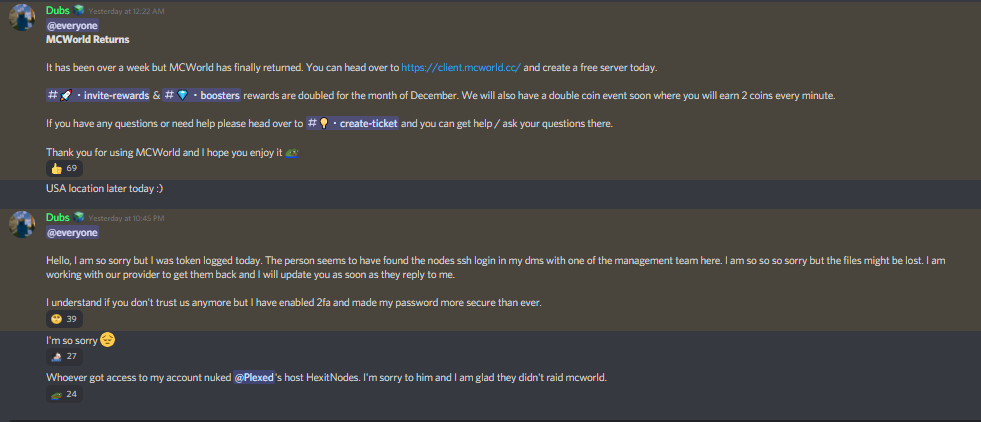 Dubs Yesterday at 12:22 AM
@everyone
MCWorld Returns
It has been over a week but MCWorld has finally returned. You can head over to https://client.mcworld.cc/ and create a free server today.
# 🚀・invite-rewards & # 💎・boosters rewards are doubled for the month of December. We will also have a double coin event soon where you will earn 2 coins every minute.
If you have any questions or need help please head over to # 💡・create-ticket and you can get help / ask your questions there.
Thank you for using MCWorld and I hope you enjoy it
👍 69
USA location later today :)
Dubs Yesterday at 10:45 PM
@everyone
Hello, I am so sorry but I was token logged today. The person seems to have found the nodes ssh login in my dms with one of the management team here. I am so so so sorry but the files might be lost. I am
working with our provider to get them back and I will update you as soon as they reply to me.
I understand if you don't trust us anymore but I have enabled 2fa and made my password more secure than ever.
39
I'm so sorry 😔
27
Whoever got access to my account nuked @Plexed's host HexitNodes. I'm sorry to him and I am glad they didn't raid mcworld.
24